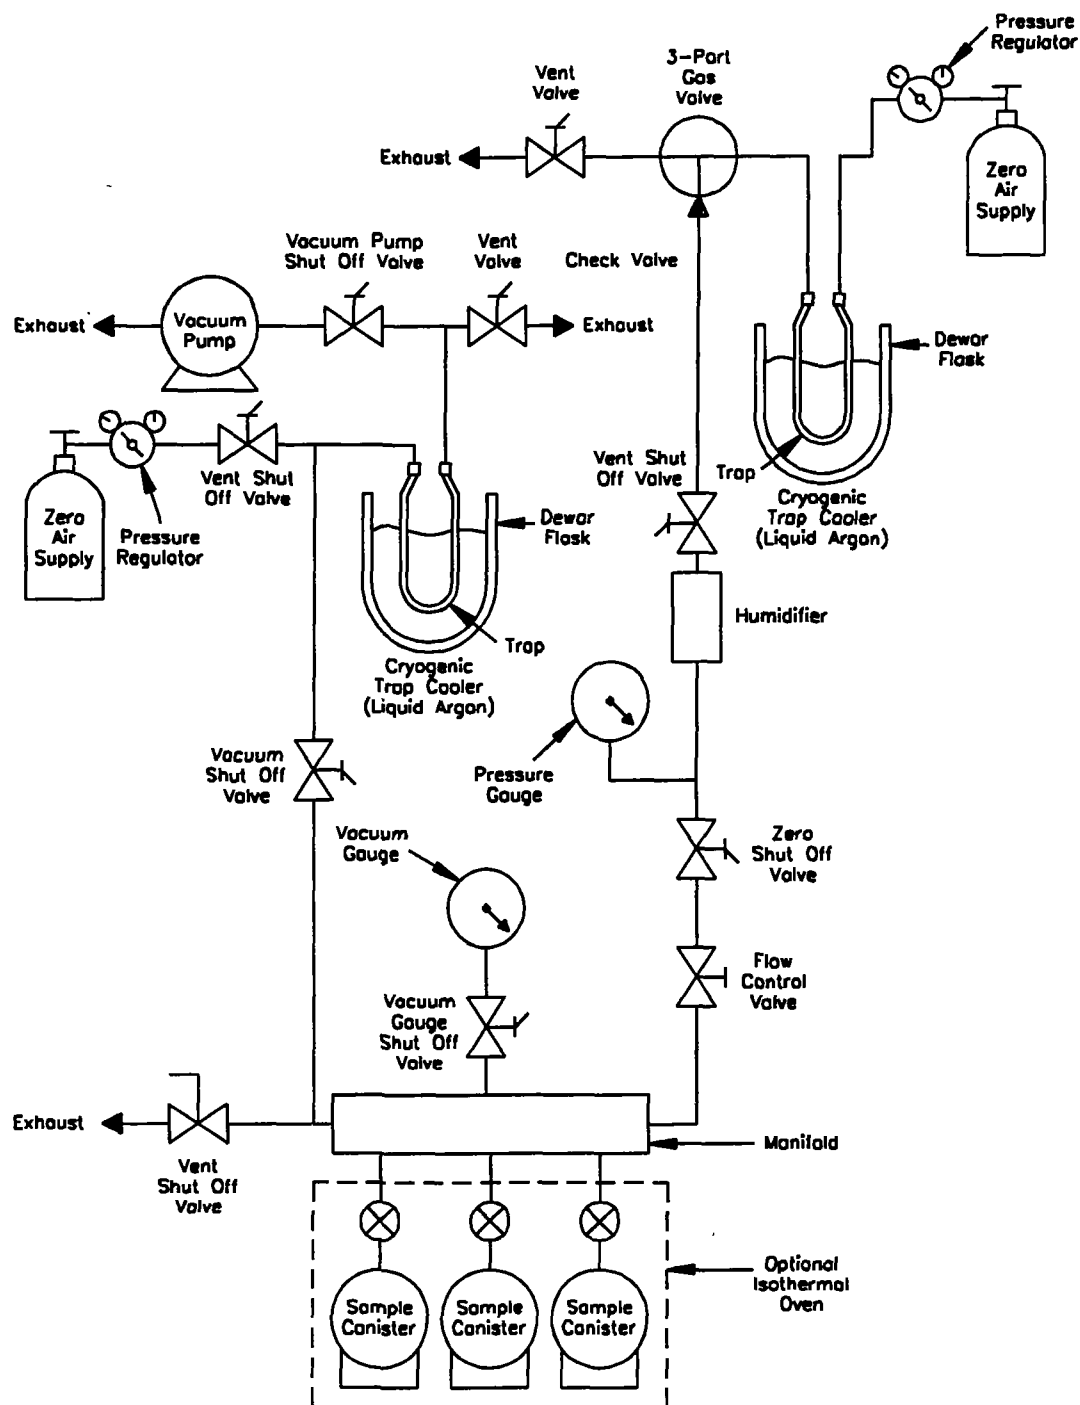 Pressure
Regulator
3-Port
Gas
Valve
Vent
Valve
Exhaust
Zero
Air
Supply
Vacuum Pump
Shut Off Valve
Vent
Valve
Check Valve
Exhaust
Vacuum
Pump
Exhaust
Dewar
Flask
Vent Shut
Off Valve
Trap
Cryogenic
Trap Cooler
(Liquid Argon)
Vent Shut
Off Valve
Zero
Air
Supply
Pressure
Regulator
Dewar
Flask
Trap
Cryogenic
Trap Cooler
(Liquid Argon)
Humidifier
Pressure
Gauge
Vacuum
Shut Off
Valve
Vacuum
Gauge
Zero
Shut Off
Valve
Flow
Control
Valve
Vacuum
Gauge
Shut Off
Valve
Exhaust
Manifold
Vent
Shut Off
Valve
Optional
Isothermal
Oven
Sample
Canister
Sample
Canister
Sample
Canister